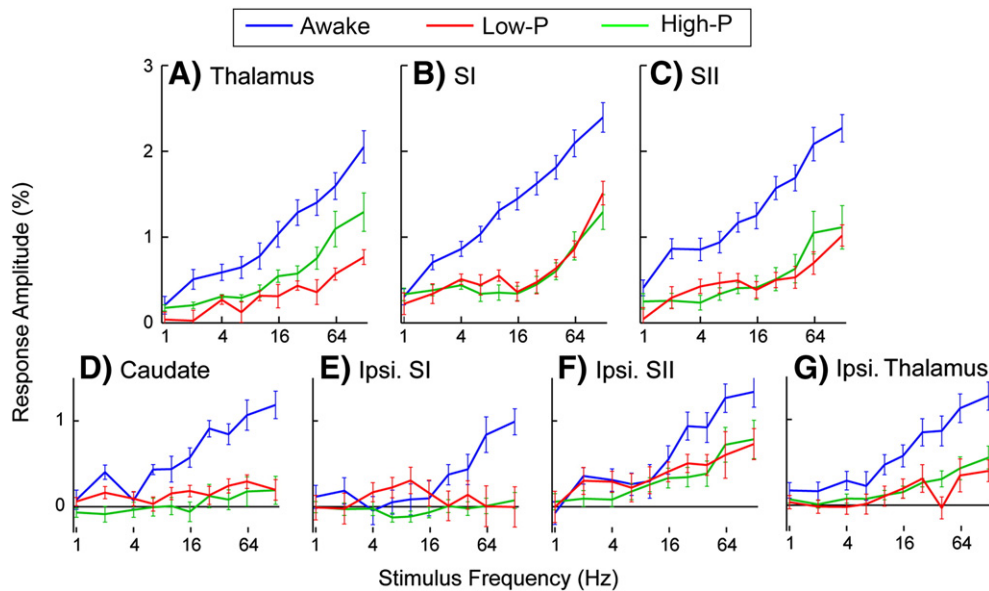 Awake Low-P High-P
A) Thalamus
B) SI
C) SII
3
2
1
0
1 4 16 64
1 4 16 64
1 4 16 64
Response Amplitude (%)
D) Caudate
E) Ipsi. SI
F) Ipsi. SII
G) Ipsi. Thalamus
1
0
1 4 16 64
1 4 16 64
1 4 16 64
1 4 16 64
Stimulus Frequency (Hz)